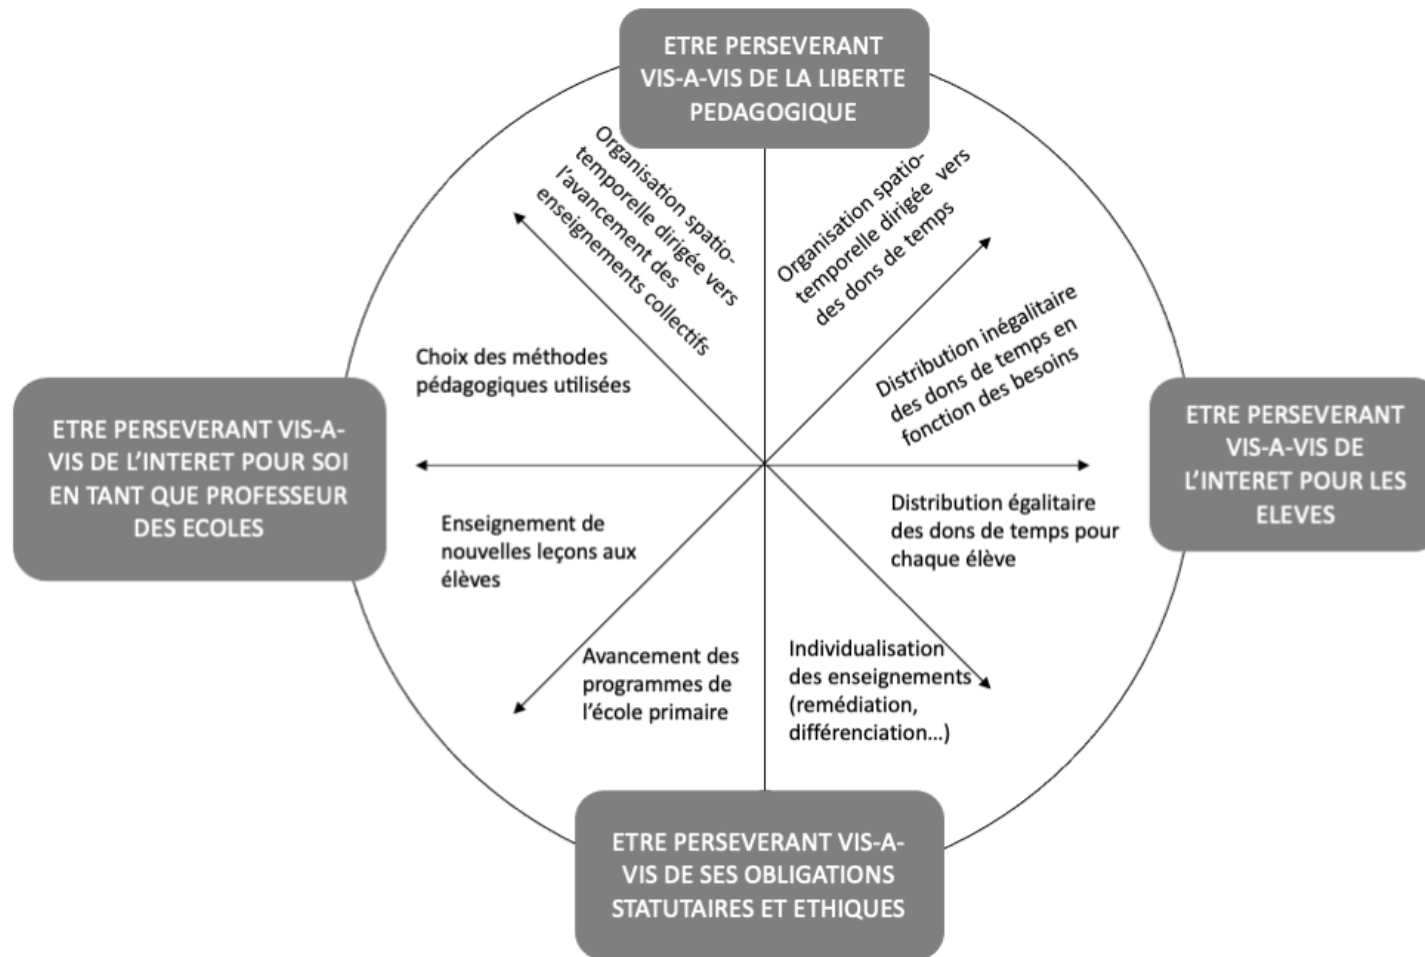 ETRE PERSEVERANT
VIS-A-VIS DE LA LIBERTE
PEDAGOGIQUE
Organisation spatio-
temporelle dirigée vers
l’avancement des
enseignements collectifs
Organisation spatio-
temporelle dirigée  vers
des dons de temps
Choix des méthodes
pédagogiques utilisées
Distribution inégalitaire
des dons de temps en
fonction des besoins
ETRE PERSEVERANT VIS-A-
VIS DE L’INTERET POUR SOI
EN TANT QUE PROFESSEUR
DES ECOLES
ETRE PERSEVERANT
VIS-A-VIS DE
L’INTERET POUR LES
ELEVES
Enseignement de
nouvelles leçons aux
élèves
Distribution égalitaire
des dons de temps pour
chaque élève
Avancement des
programmes de
l’école primaire
Individualisation
des enseignements
(remédiation,
différenciation…)
ETRE PERSEVERANT VIS-A-
VIS DE SES OBLIGATIONS
STATUTAIRES ET ETHIQUES